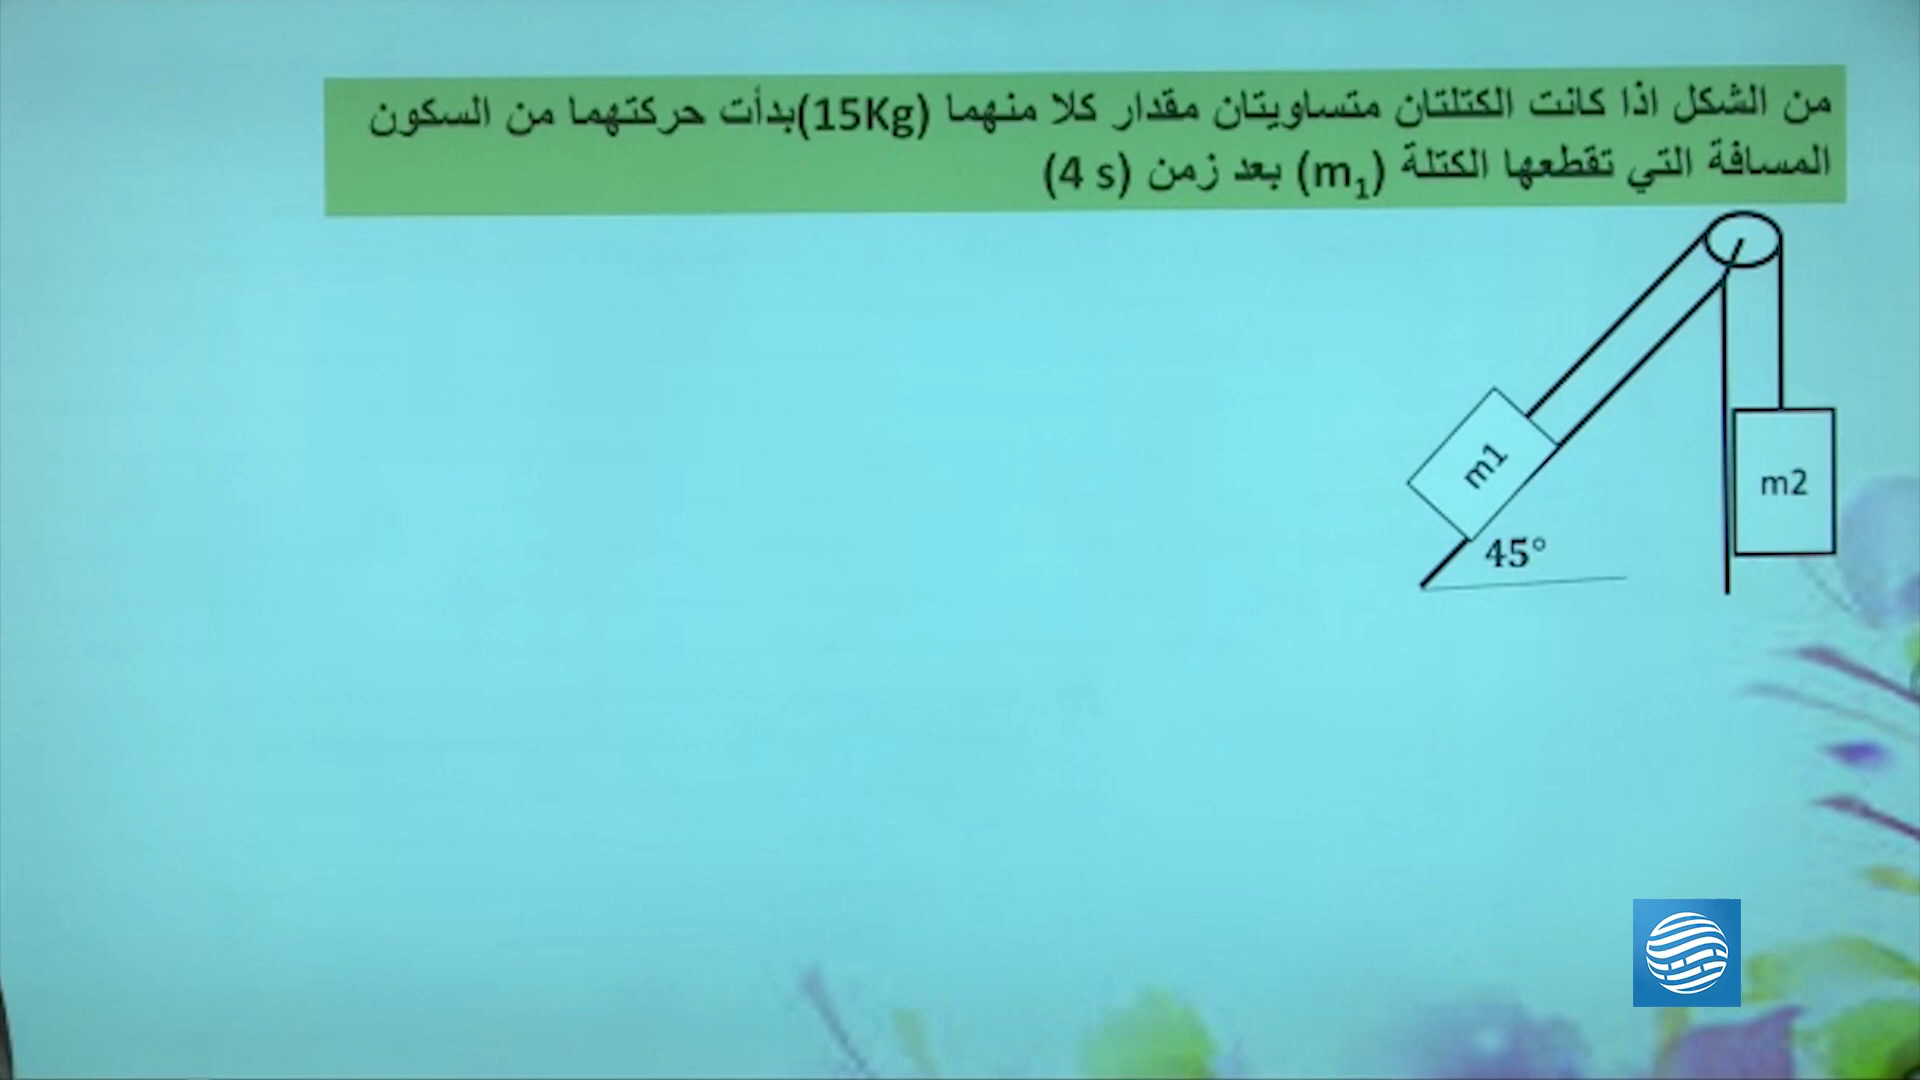 من الشكل اذا كانت الكتلتان متساويتان مقدار كلا منهما (15Kg)بدأت حركتهما من السكون
المسافة التي تقطعها الكتلة (m₁) بعد زمن (4 s)
m1
m2
45°